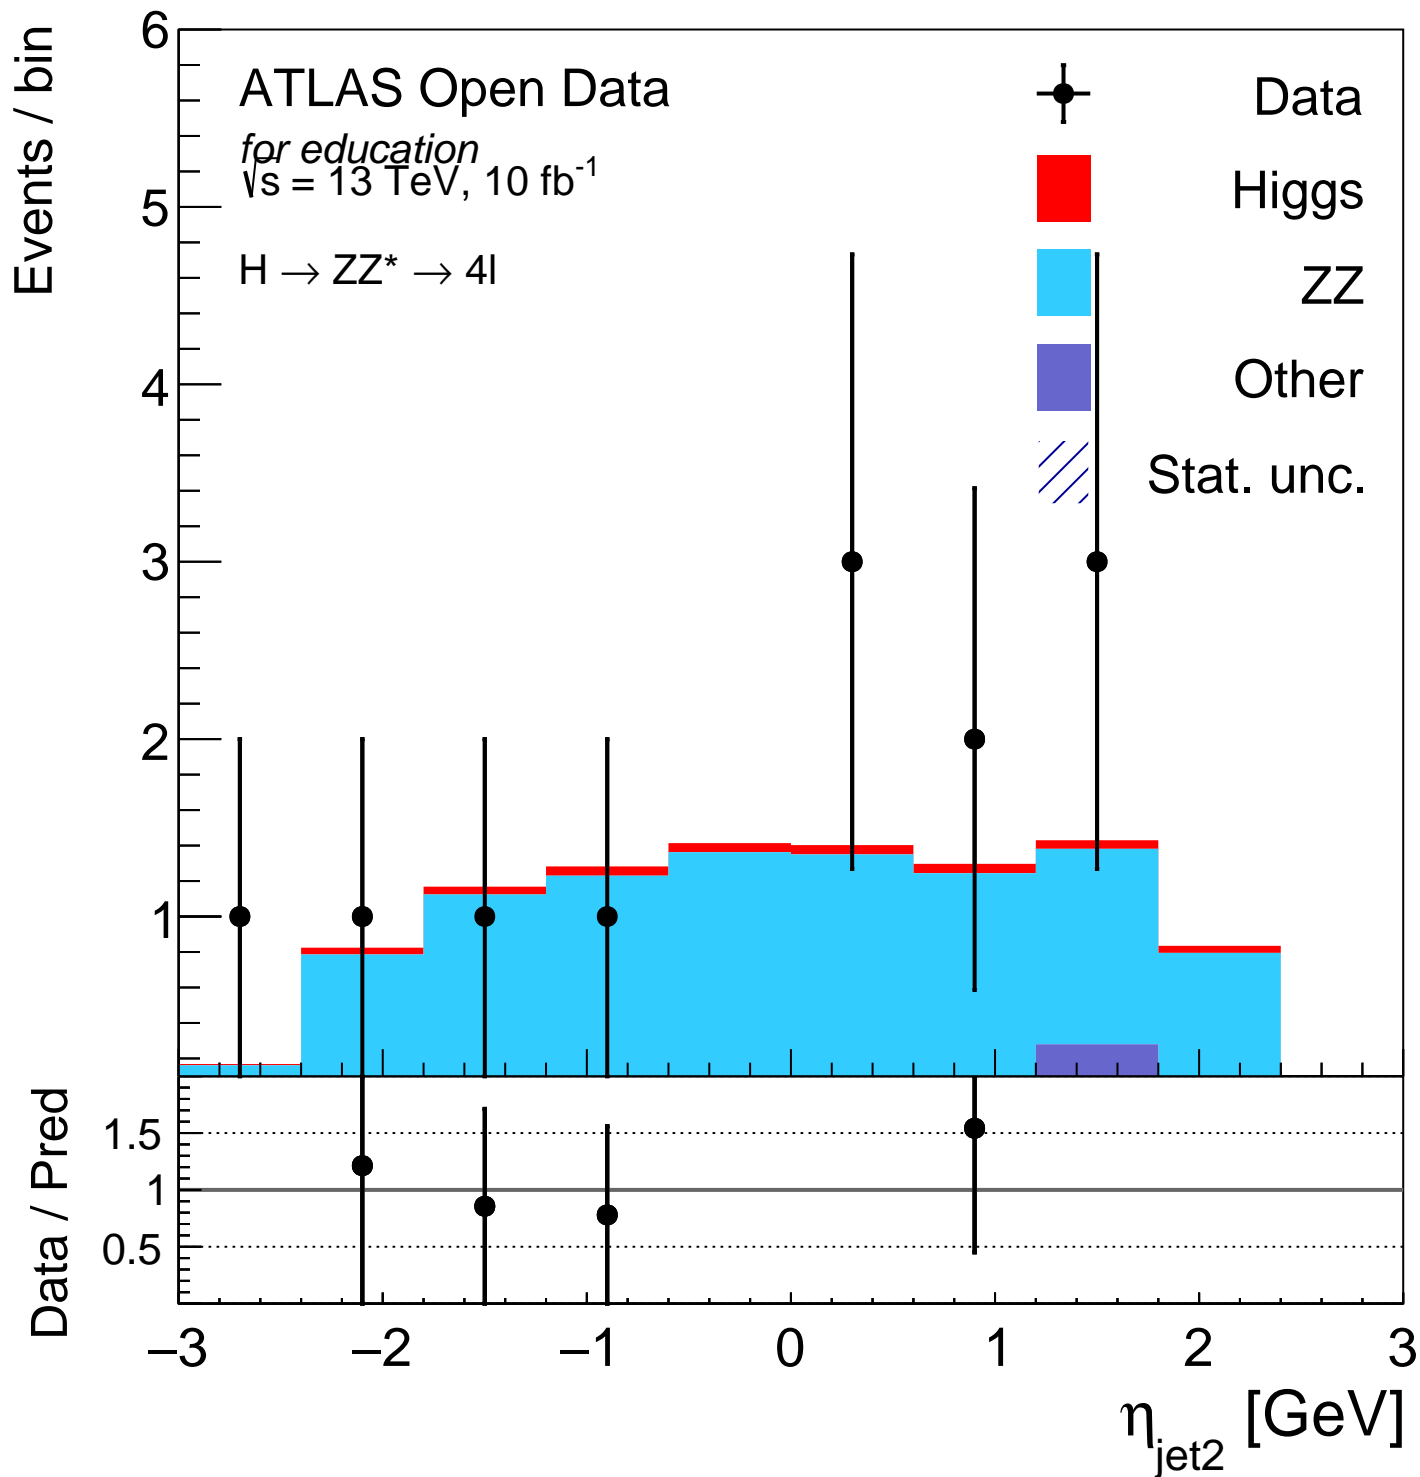 Events / bin
6
5
4
3
2
1
ATLAS Open Data
for education
√s = 13 TeV, 10 fb⁻¹
H → ZZ* → 4l
Data
Higgs
ZZ
Other
Stat. unc.
Data / Pred
1.5
1
0.5
−3 −2 −1 0 1 2 3
η_jet2 [GeV]